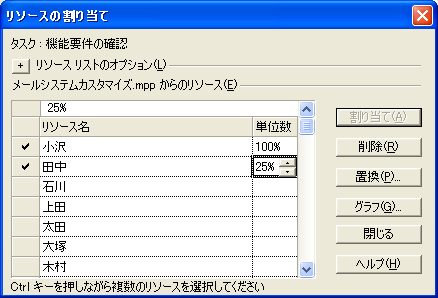 リソースの割り当て
タスク : 機能要件の確認
+ リソース リストのオプション(L)
メールシステムカスタマイズ.mpp からのリソース(E)
25%
リソース名 単位数
小沢 100%
田中 25%
石川
上田
太田
大塚
木村
割り当て(A)
削除(R)
置換(P)...
グラフ(G)...
閉じる
ヘルプ(H)
Ctrl キーを押しながら複数のリソースを選択してください